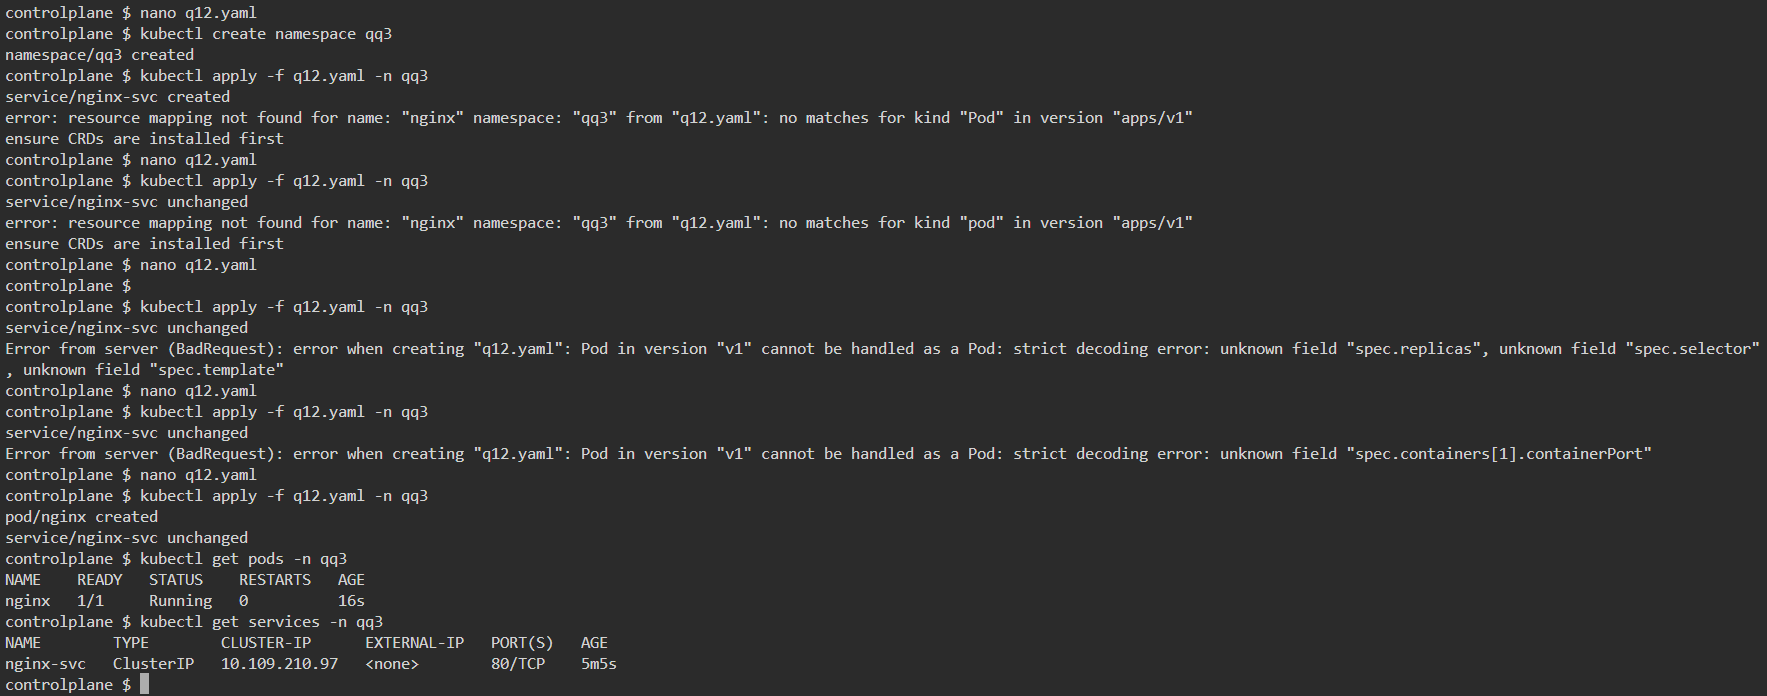 controlplane $ nano q12.yaml
controlplane $ kubectl create namespace qq3
namespace/qq3 created
controlplane $ kubectl apply -f q12.yaml -n qq3
service/nginx-svc created
error: resource mapping not found for name: "nginx" namespace: "qq3" from "q12.yaml": no matches for kind "Pod" in version "apps/v1"
ensure CRDs are installed first
controlplane $ nano q12.yaml
controlplane $ kubectl apply -f q12.yaml -n qq3
service/nginx-svc unchanged
error: resource mapping not found for name: "nginx" namespace: "qq3" from "q12.yaml": no matches for kind "pod" in version "apps/v1"
ensure CRDs are installed first
controlplane $ nano q12.yaml
controlplane $
controlplane $ kubectl apply -f q12.yaml -n qq3
service/nginx-svc unchanged
Error from server (BadRequest): error when creating "q12.yaml": Pod in version "v1" cannot be handled as a Pod: strict decoding error: unknown field "spec.replicas", unknown field "spec.selector"
, unknown field "spec.template"
controlplane $ nano q12.yaml
controlplane $ kubectl apply -f q12.yaml -n qq3
service/nginx-svc unchanged
Error from server (BadRequest): error when creating "q12.yaml": Pod in version "v1" cannot be handled as a Pod: strict decoding error: unknown field "spec.containers[1].containerPort"
controlplane $ nano q12.yaml
controlplane $ kubectl apply -f q12.yaml -n qq3
pod/nginx created
service/nginx-svc unchanged
controlplane $ kubectl get pods -n qq3
NAME    READY   STATUS    RESTARTS   AGE
nginx   1/1     Running   0          16s
controlplane $ kubectl get services -n qq3
NAME        TYPE        CLUSTER-IP      EXTERNAL-IP   PORT(S)   AGE
nginx-svc   ClusterIP   10.109.210.97   <none>        80/TCP    5m5s
controlplane $